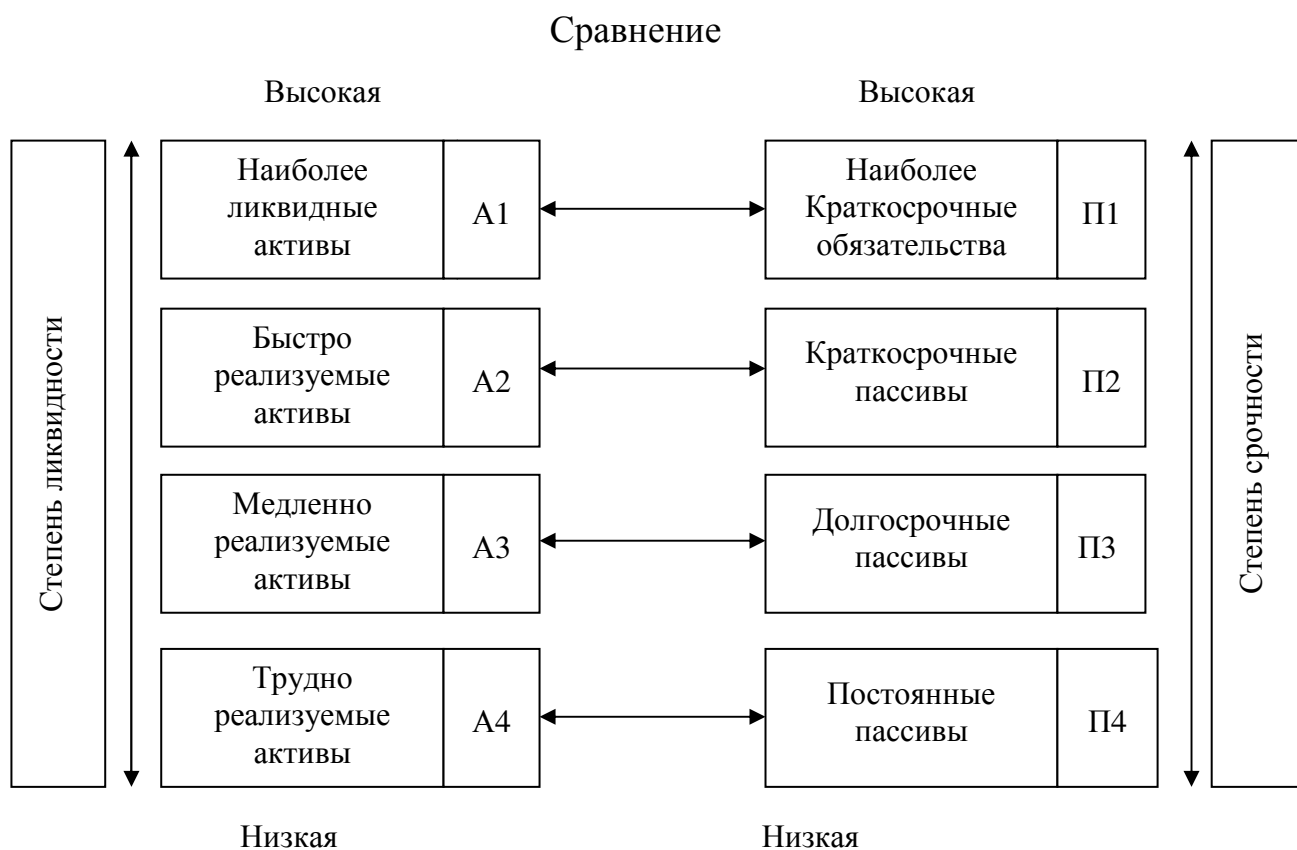 Сравнение
Высокая
Высокая
Степень ликвидности
Наиболее
ликвидные
активы
А1
Наиболее
Краткосрочные
обязательства
П1
Степень срочности
Быстро
реализуемые
активы
А2
Краткосрочные
пассивы
П2
Медленно
реализуемые
активы
А3
Долгосрочные
пассивы
П3
Трудно
реализуемые
активы
А4
Постоянные
пассивы
П4
Низкая
Низкая